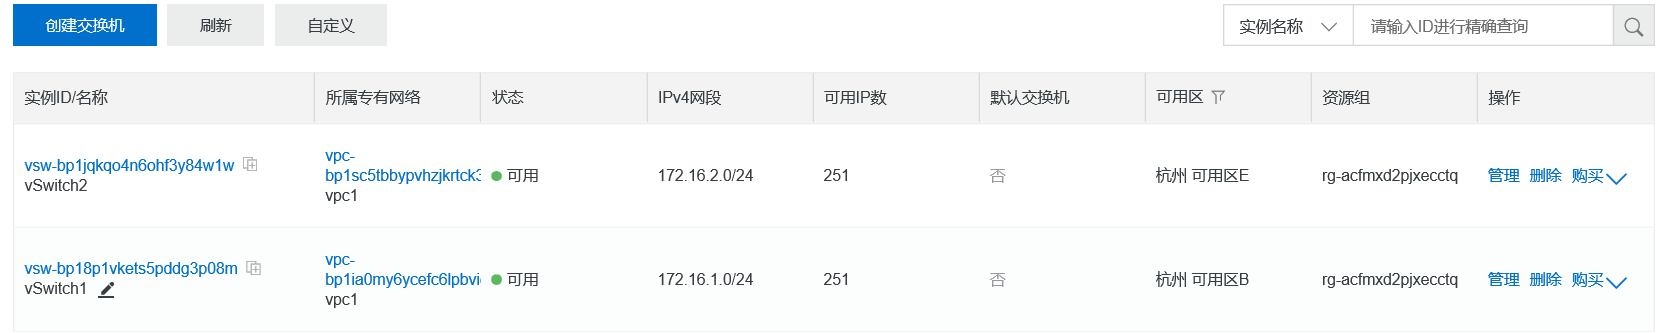 创建交换机 刷新 自定义 实例名称 请输入ID进行精确查询
实例ID/名称 所属专有网络 状态 IPv4网段 可用IP数 默认交换机 可用区 资源组 操作
vsw-bp1jqkqo4n6ohf3y84w1w
vSwitch2
vpc-
bp1sc5tbbypvhzjkrtck3
vpc1
可用 172.16.2.0/24 251 否 杭州 可用区E rg-acfmxd2pjxecctq 管理 删除 购买
vsw-bp18p1vkets5pddg3p08m
vSwitch1
vpc-
bp1ia0my6ycefc6lpbvi
vpc1
可用 172.16.1.0/24 251 否 杭州 可用区B rg-acfmxd2pjxecctq 管理 删除 购买